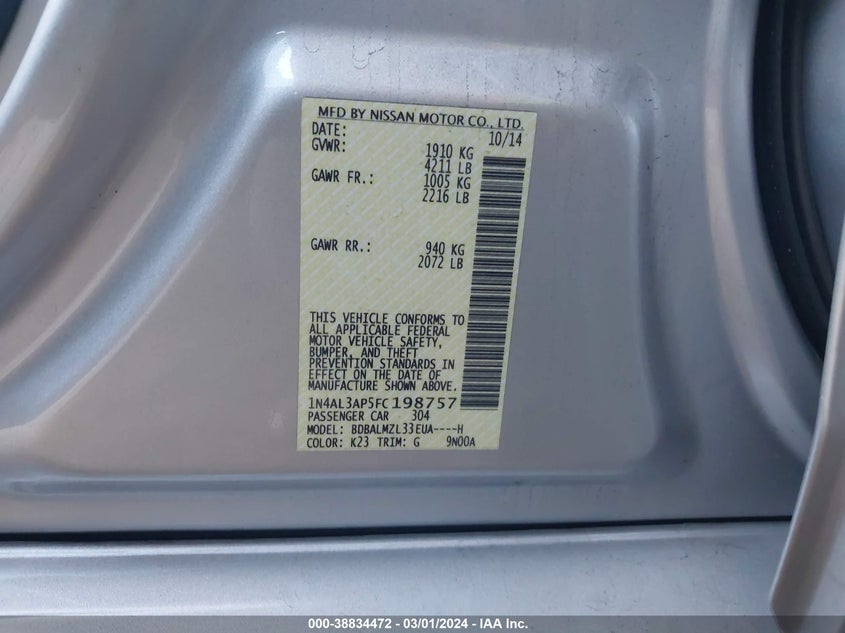 MFD BY NISSAN MOTOR CO., LTD.
DATE: 10/14
GVWR: 1910 KG
4211 LB
GAWR FR.: 1005 KG
2216 LB
GAWR RR.: 940 KG
2072 LB
THIS VEHICLE CONFORMS TO
ALL APPLICABLE FEDERAL
MOTOR VEHICLE SAFETY,
BUMPER, AND THEFT
PREVENTION STANDARDS IN
EFFECT ON THE DATE OF
MANUFACTURE SHOWN ABOVE.
1N4AL3AP5FC198757
PASSENGER CAR 304
MODEL: BDBALMZL33EUA----H
COLOR: K23 TRIM: G 9N00A
000-38834472 - 03/01/2024 - IAA Inc.